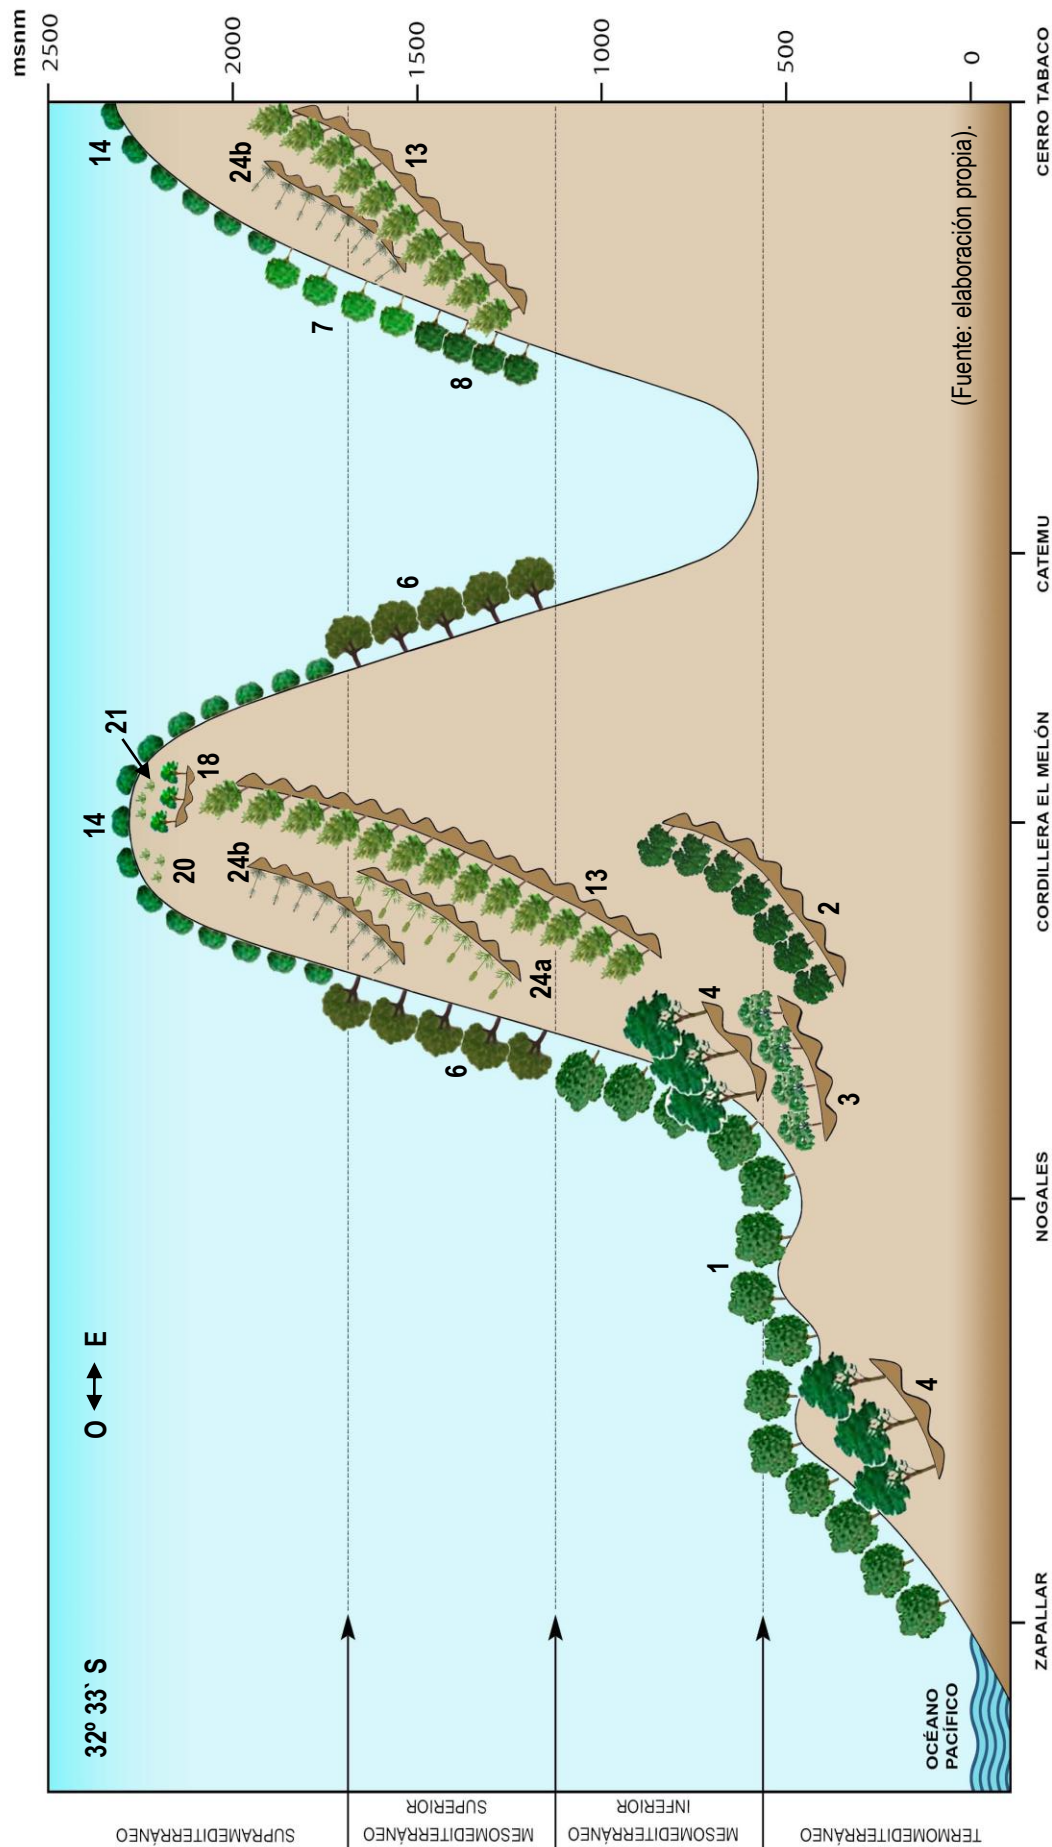 32º 33` S
O ↔ E
msnm
2500
2000
1500
1000
500
0
SUPRAMEDITERRÁNEO
MESOMEDITERRÁNEO SUPERIOR
MESOMEDITERRÁNEO INFERIOR
TERMOMEDITERRÁNEO
14
21
18
20
24b
24a
13
6
6
4
2
3
1
4
14
24b
13
7
8
OCÉANO
PACÍFICO
(Fuente: elaboración propia).
ZAPALLAR
NOGALES
CORDILLERA EL MELÓN
CATEMU
CERRO TABACO